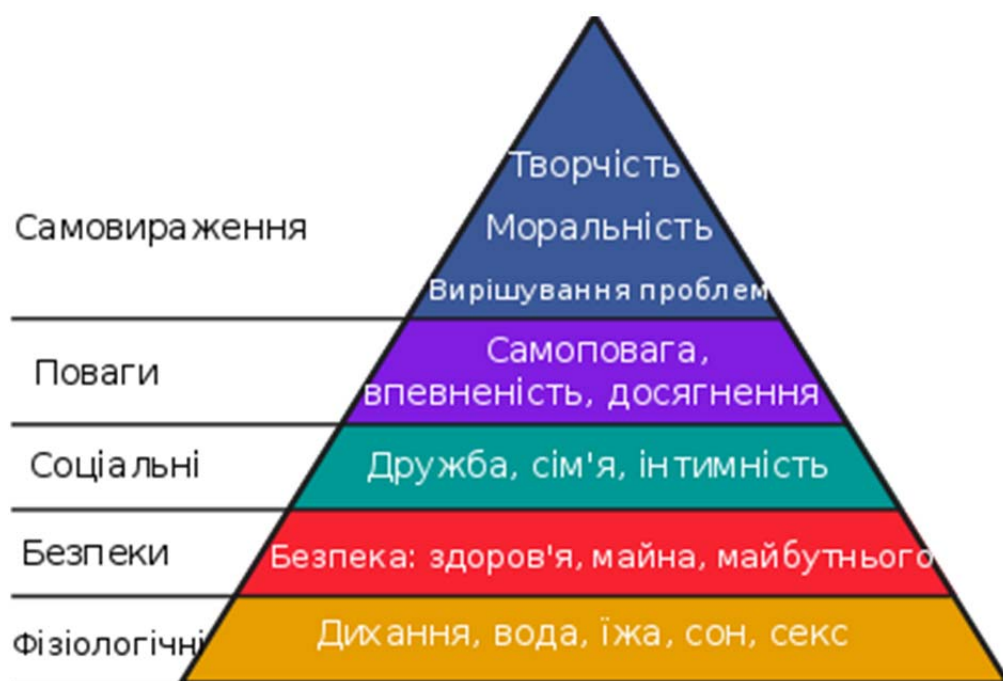 Творчість
Самовираження
Моральність
Вирішування проблем
Поваги
Самоповага,
впевненість, досягнення
Соціальні
Дружба, сім'я, інтимність
Безпеки
Безпека: здоров'я, майна, майбутнього
Фізіологічні
Дихання, вода, їжа, сон, секс